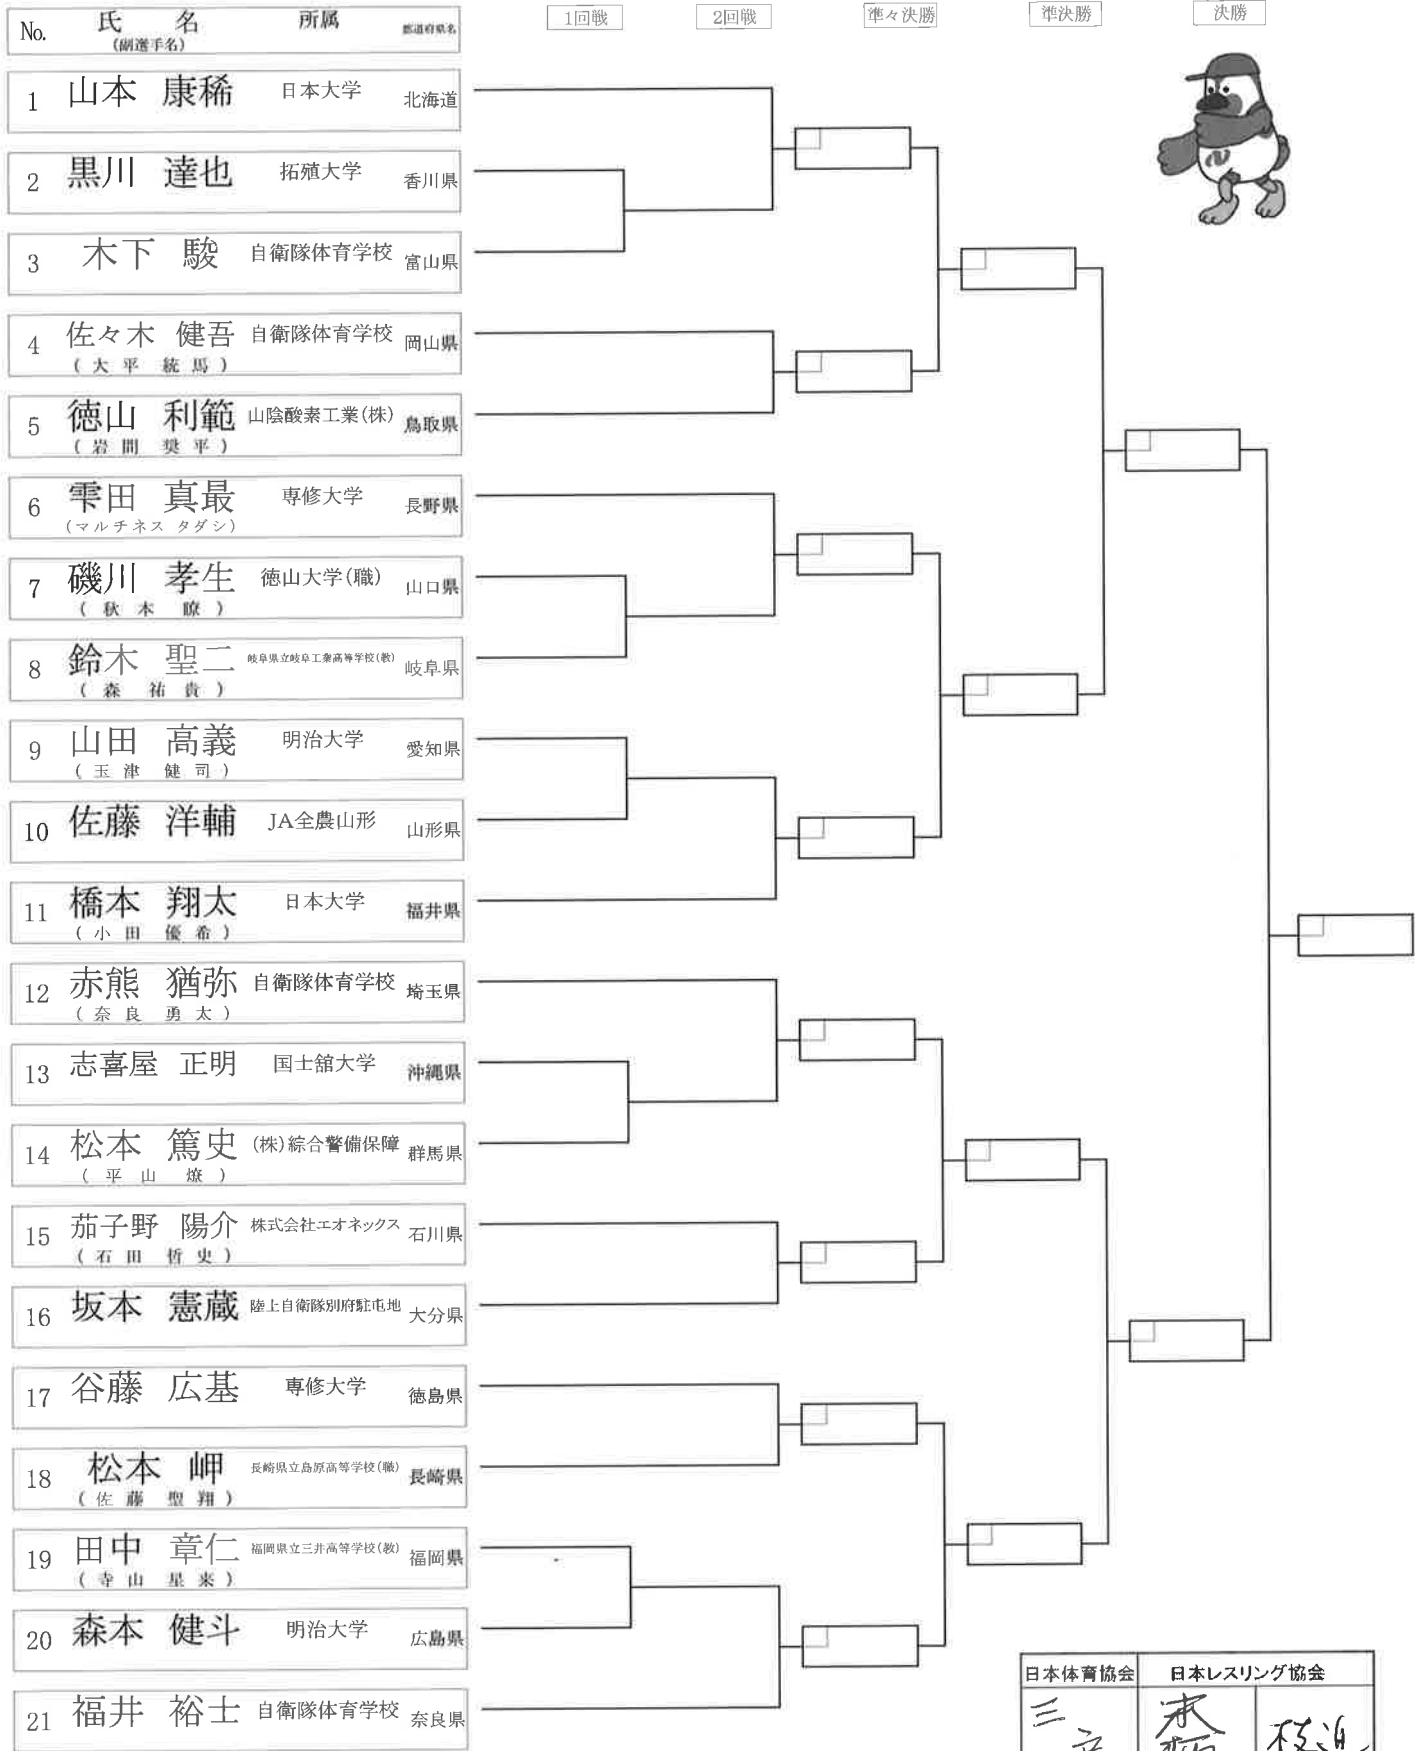 No. 氏 名 所属 都道府県名
(副選手名)
1回戦 2回戦 準々決勝 準決勝 決勝
1 山本 康稀 日本大学 北海道
2 黒川 達也 拓殖大学 香川県
3 木下 駿 自衛隊体育学校 富山県
4 佐々木 健吾 自衛隊体育学校 岡山県
(大平 統馬)
5 徳山 利範 山陰酸素工業(株) 鳥取県
(岩間 奨平)
6 雫田 真最 専修大学 長野県
(マルチネス タダシ)
7 磯川 孝生 徳山大学(職) 山口県
(秋本 瞭)
8 鈴木 聖二 岐阜県立岐阜工業高等学校(教) 岐阜県
(森 祐貴)
9 山田 高義 明治大学 愛知県
(玉津 健司)
10 佐藤 洋輔 JA全農山形 山形県
11 橋本 翔太 日本大学 福井県
(小田 優希)
12 赤熊 猶弥 自衛隊体育学校 埼玉県
(奈良 勇太)
13 志喜屋 正明 国士舘大学 沖縄県
14 松本 篤史 (株)綜合警備保障 群馬県
(平山 燎)
15 茄子野 陽介 株式会社エオネックス 石川県
(石田 哲史)
16 坂本 憲蔵 陸上自衛隊別府駐屯地 大分県
17 谷藤 広基 専修大学 徳島県
18 松本 岬 長崎県立島原高等学校(職) 長崎県
(佐藤 聖翔)
19 田中 章仁 福岡県立三井高等学校(教) 福岡県
(寺山 星来)
20 森本 健斗 明治大学 広島県
21 福井 裕士 自衛隊体育学校 奈良県
日本体育協会 日本レスリング協会